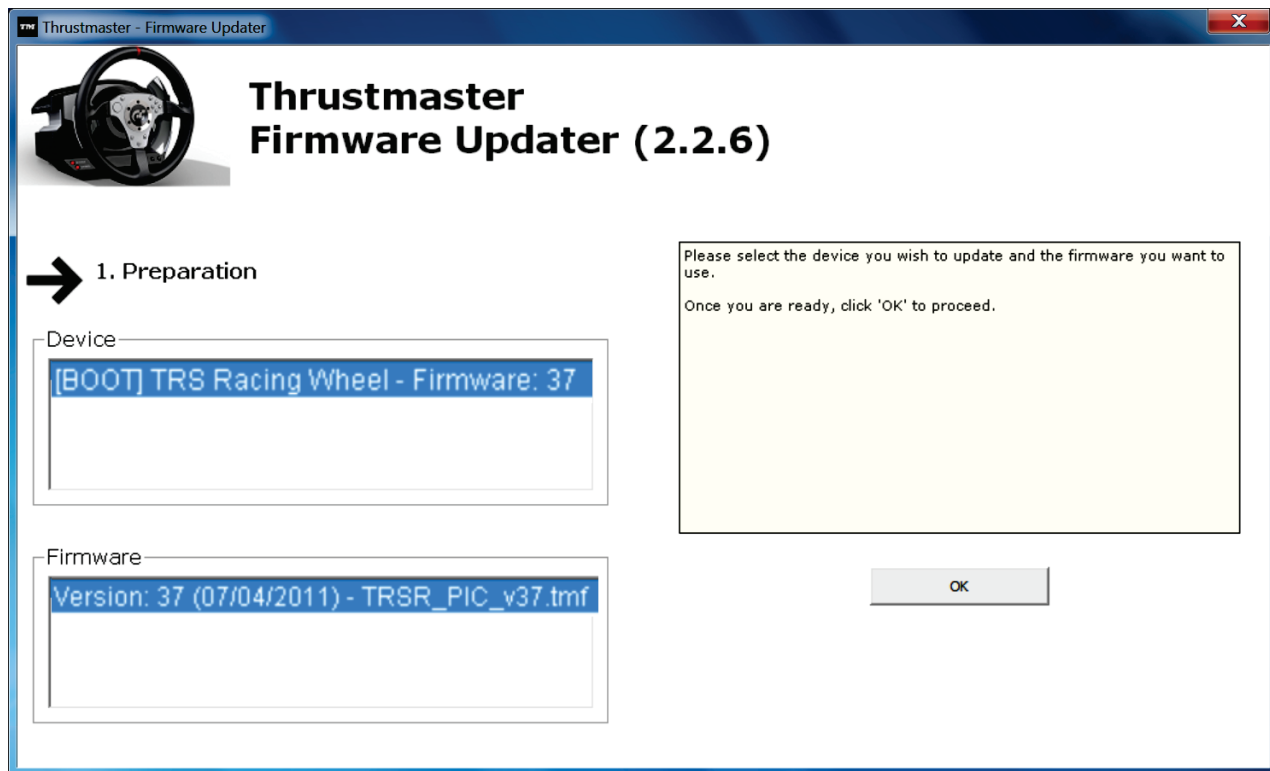 TM Thrustmaster - Firmware Updater
X
Thrustmaster
Firmware Updater (2.2.6)
1. Preparation
Please select the device you wish to update and the firmware you want to
use.
Once you are ready, click 'OK' to proceed.
Device
[BOOT] TRS Racing Wheel - Firmware: 37
Firmware
Version: 37 (07/04/2011) - TRSR_PIC_v37.tmf
OK